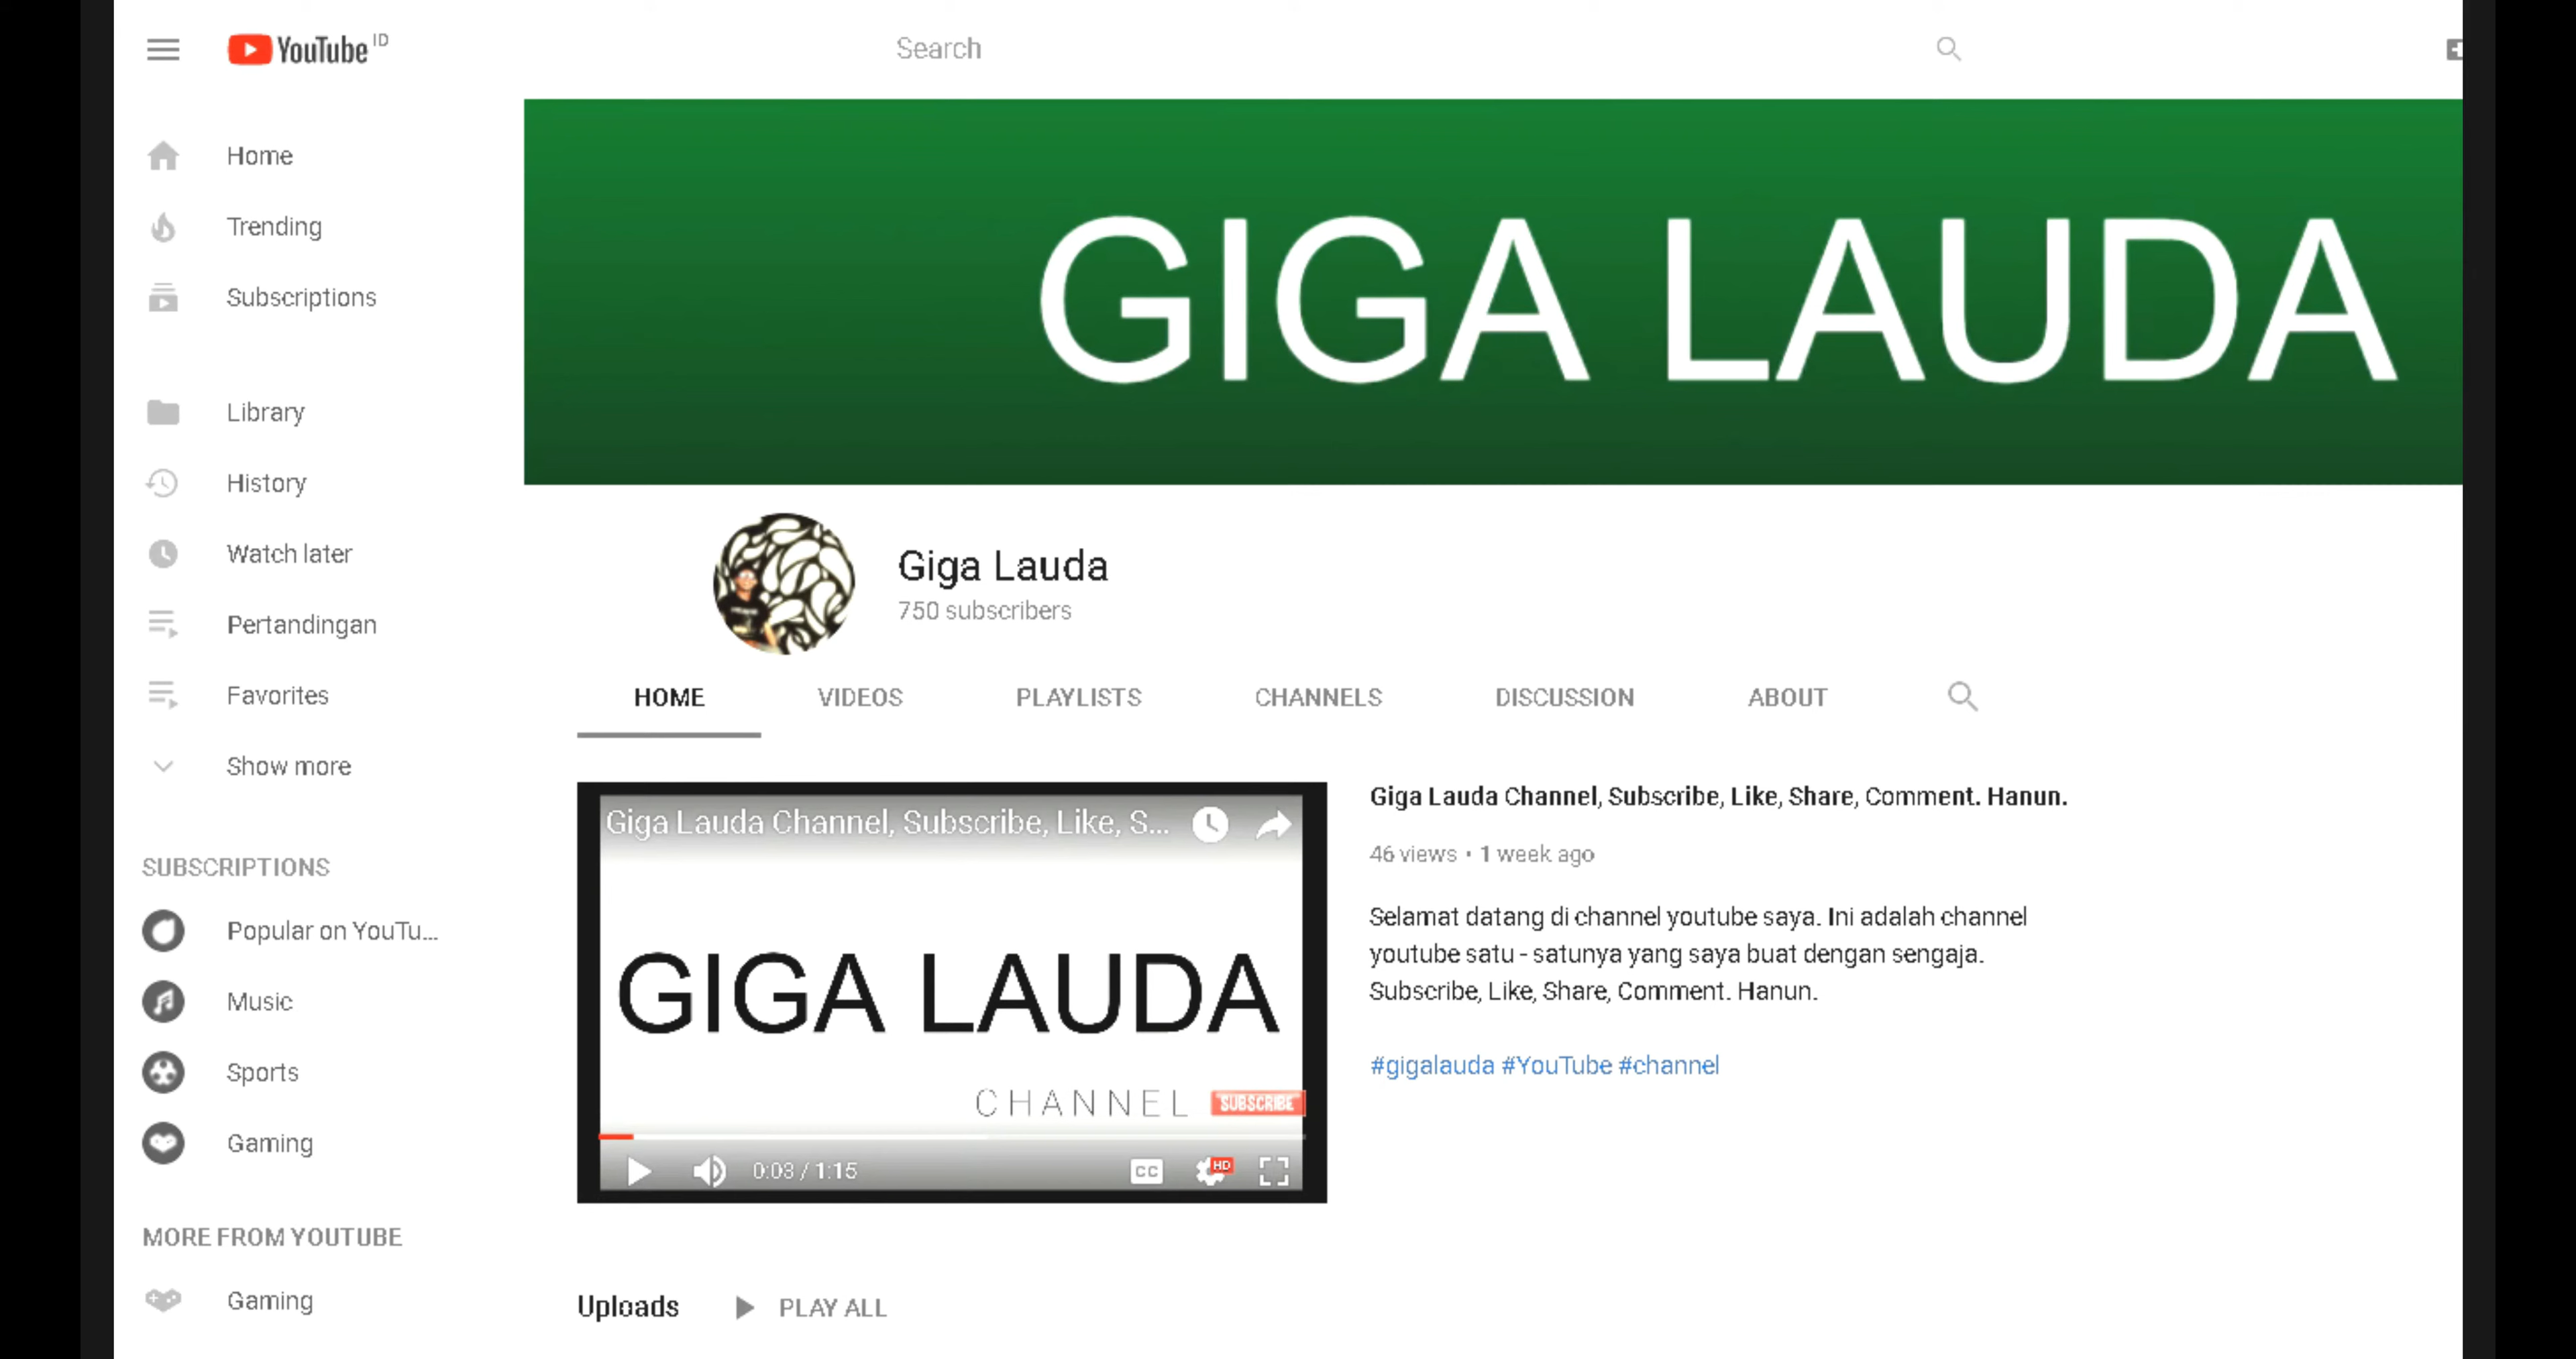 YouTube ID
Search
Home
Trending
Subscriptions
Library
History
Watch later
Pertandingan
Favorites
Show more
SUBSCRIPTIONS
Popular on YouTu...
Music
Sports
Gaming
MORE FROM YOUTUBE
Gaming
GIGA LAUDA
Giga Lauda
750 subscribers
HOME VIDEOS PLAYLISTS CHANNELS DISCUSSION ABOUT
Giga Lauda Channel, Subscribe, Like, S...
GIGA LAUDA
CHANNEL SUBSCRIBE
0:03 / 1:15 CC HD
Giga Lauda Channel, Subscribe, Like, Share, Comment. Hanun.
46 views • 1 week ago
Selamat datang di channel youtube saya. Ini adalah channel
youtube satu - satunya yang saya buat dengan sengaja.
Subscribe, Like, Share, Comment. Hanun.
#gigalauda #YouTube #channel
Uploads PLAY ALL